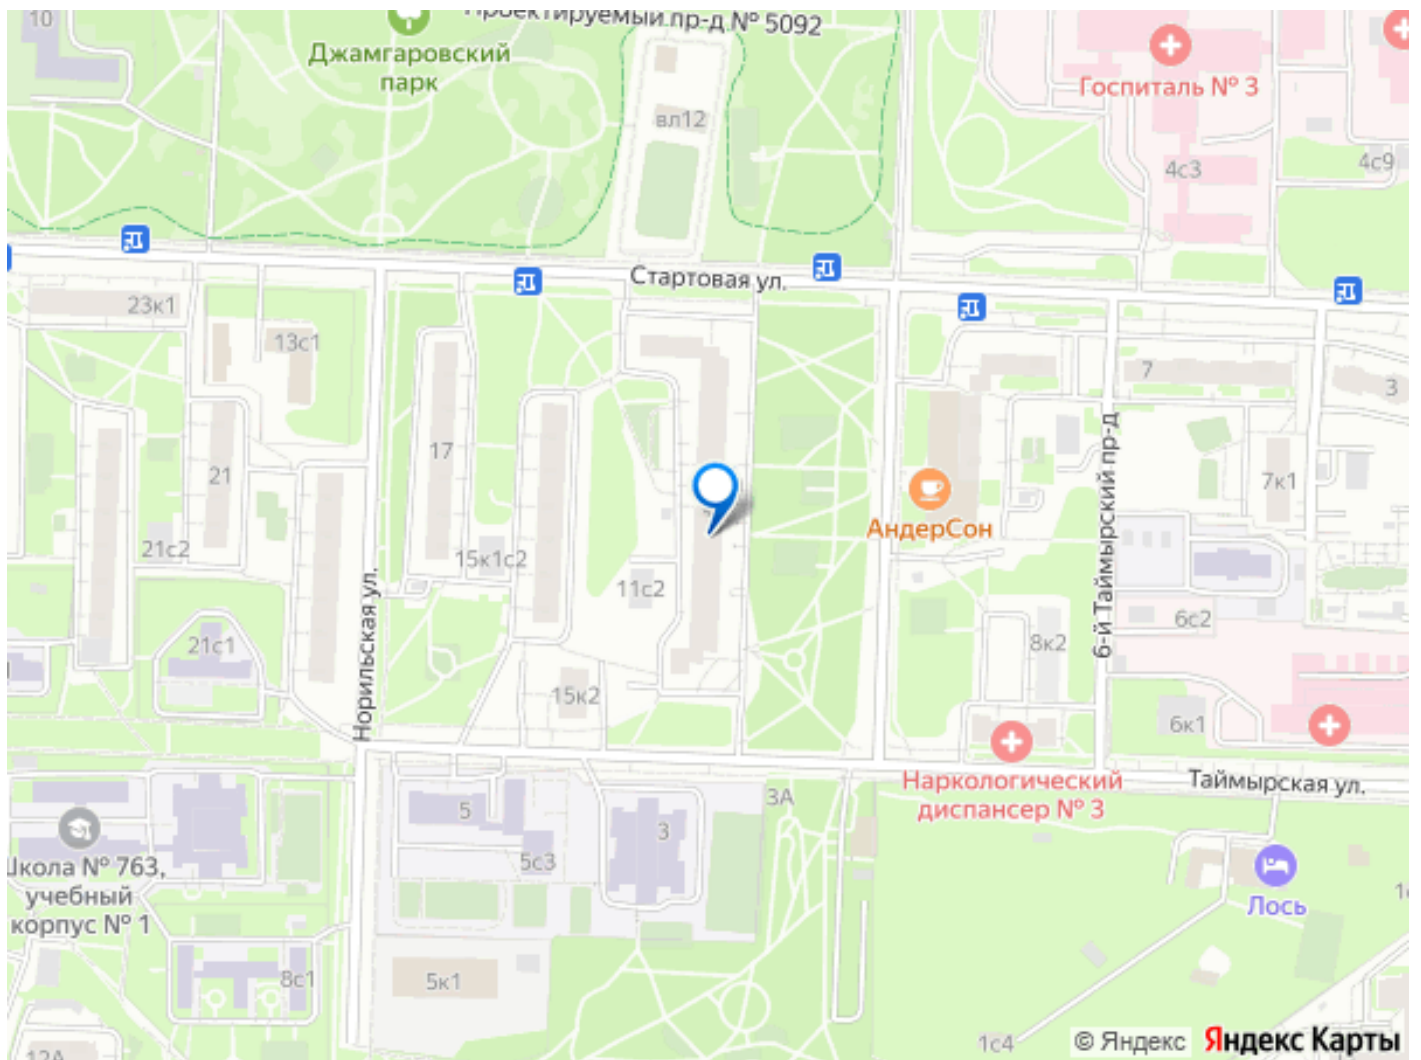 10
Проектируемый пр-д № 5092
Джамгаровский
парк
вл12
Госпиталь № 3
4с3
4с9
Стартовая ул.
23к1
13с1
7
3
17
21
7к1
АндерСон
6-й Таймырский пр-д
21с2
15к1с2
11с2
Норильская ул.
21с1
8к2
6с2
15к2
6к1
Наркологический
диспансер № 3
Таймырская ул.
3А
5
3
5с3
Школа № 763,
учебный
корпус № 1
Лось
8с1
5к1
1с4
12А
© Яндекс
Яндекс Карты